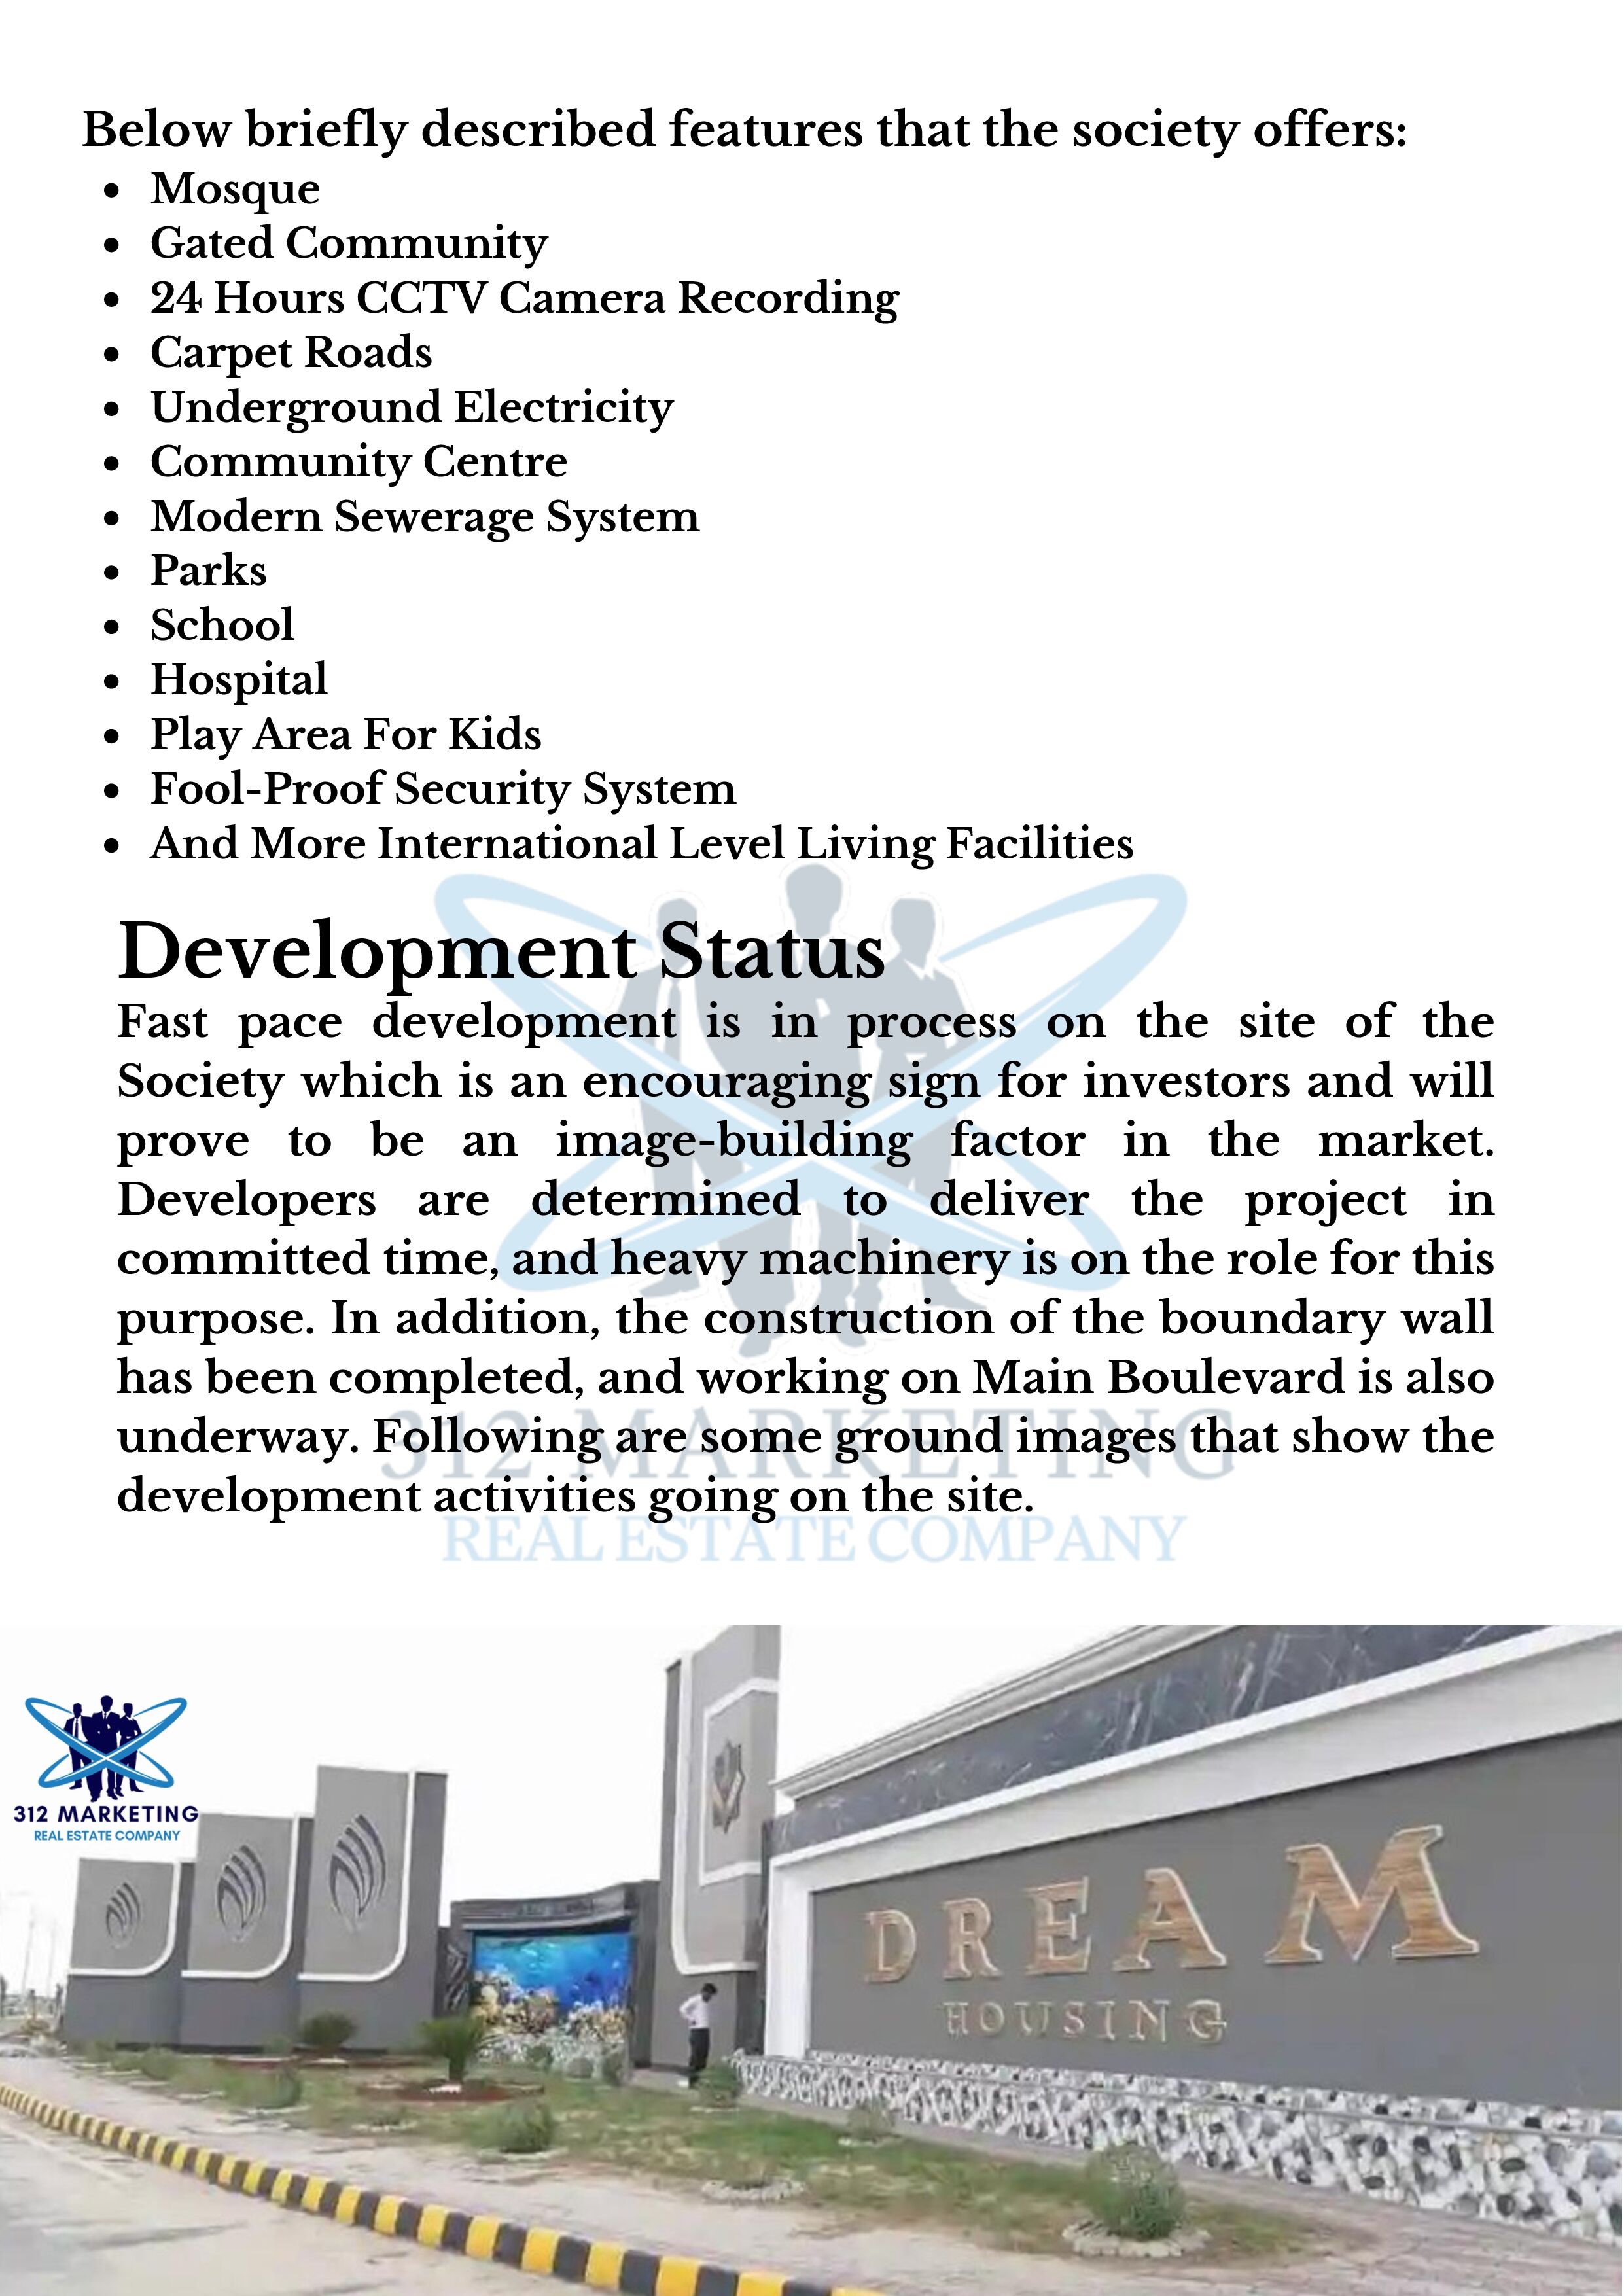 Below briefly described features that the society offers:
• Mosque
• Gated Community
• 24 Hours CCTV Camera Recording
• Carpet Roads
• Underground Electricity
• Community Centre
• Modern Sewerage System
• Parks
• School
• Hospital
• Play Area For Kids
• Fool-Proof Security System
• And More International Level Living Facilities
Development Status
Fast pace development is in process on the site of the
Society which is an encouraging sign for investors and will
prove to be an image-building factor in the market.
Developers are determined to deliver the project in
committed time, and heavy machinery is on the role for this
purpose. In addition, the construction of the boundary wall
has been completed, and working on Main Boulevard is also
underway. Following are some ground images that show the
development activities going on the site.
312 MARKETING
REAL ESTATE COMPANY
312 MARKETING
REAL ESTATE COMPANY
DREAM
HOUSING